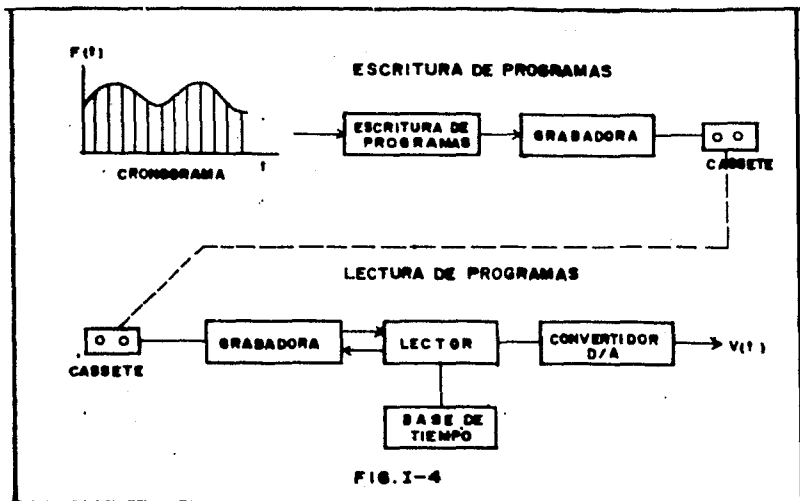 F(t)
ESCRITURA DE PROGRAMAS
ESCRITURA DE
PROGRAMAS
GRABADORA
CASSETE
t
CRONOGRAMA
LECTURA DE PROGRAMAS
GRABADORA
LECTOR
CONVERTIDOR
D/A
V(t)
CASSETE
BASE DE
TIEMPO
FIG. I-4